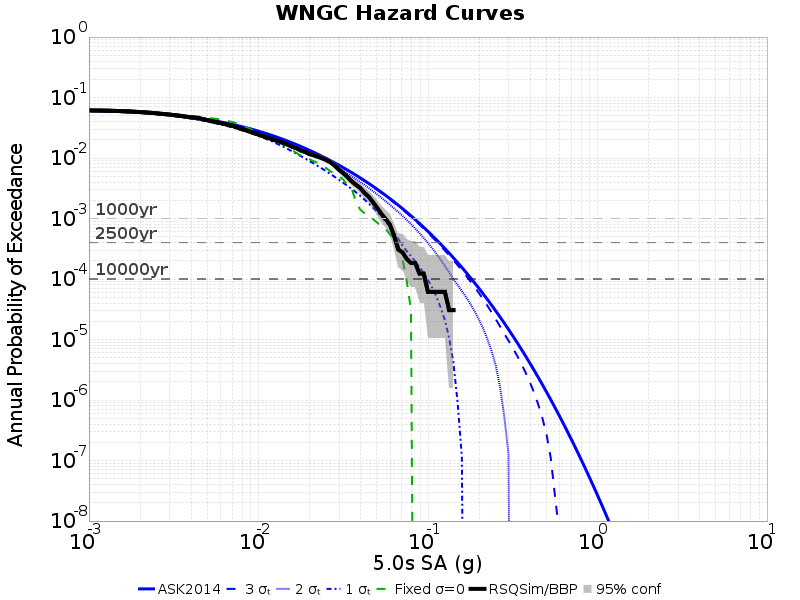 WNGC Hazard Curves
Annual Probability of Exceedance
10⁰
10⁻¹
10⁻²
10⁻³
10⁻⁴
10⁻⁵
10⁻⁶
10⁻⁷
10⁻⁸
1000yr
2500yr
10000yr
10⁻³ 10⁻² 10⁻¹ 10⁰ 10¹
5.0s SA (g)
ASK2014 3 σₜ 2 σₜ 1 σₜ Fixed σ=0 RSQSim/BBP 95% conf